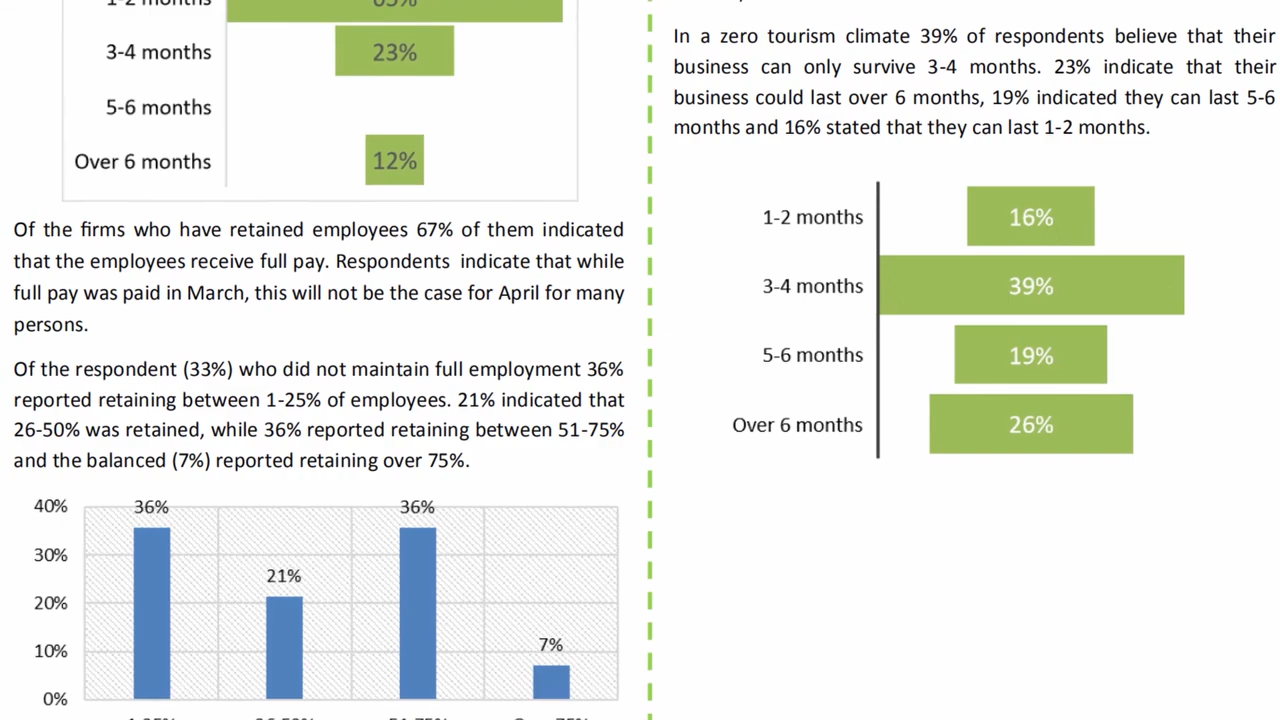 1-2 months
65%
3-4 months
23%
5-6 months
Over 6 months
12%
Of the firms who have retained employees 67% of them indicated
that the employees receive full pay. Respondents indicate that while
full pay was paid in March, this will not be the case for April for many
persons.
Of the respondent (33%) who did not maintain full employment 36%
reported retaining between 1-25% of employees. 21% indicated that
26-50% was retained, while 36% reported retaining between 51-75%
and the balanced (7%) reported retaining over 75%.
40%
30%
20%
10%
0%
36%
21%
36%
7%
In a zero tourism climate 39% of respondents believe that their
business can only survive 3-4 months. 23% indicate that their
business could last over 6 months, 19% indicated they can last 5-6
months and 16% stated that they can last 1-2 months.
1-2 months
16%
3-4 months
39%
5-6 months
19%
Over 6 months
26%